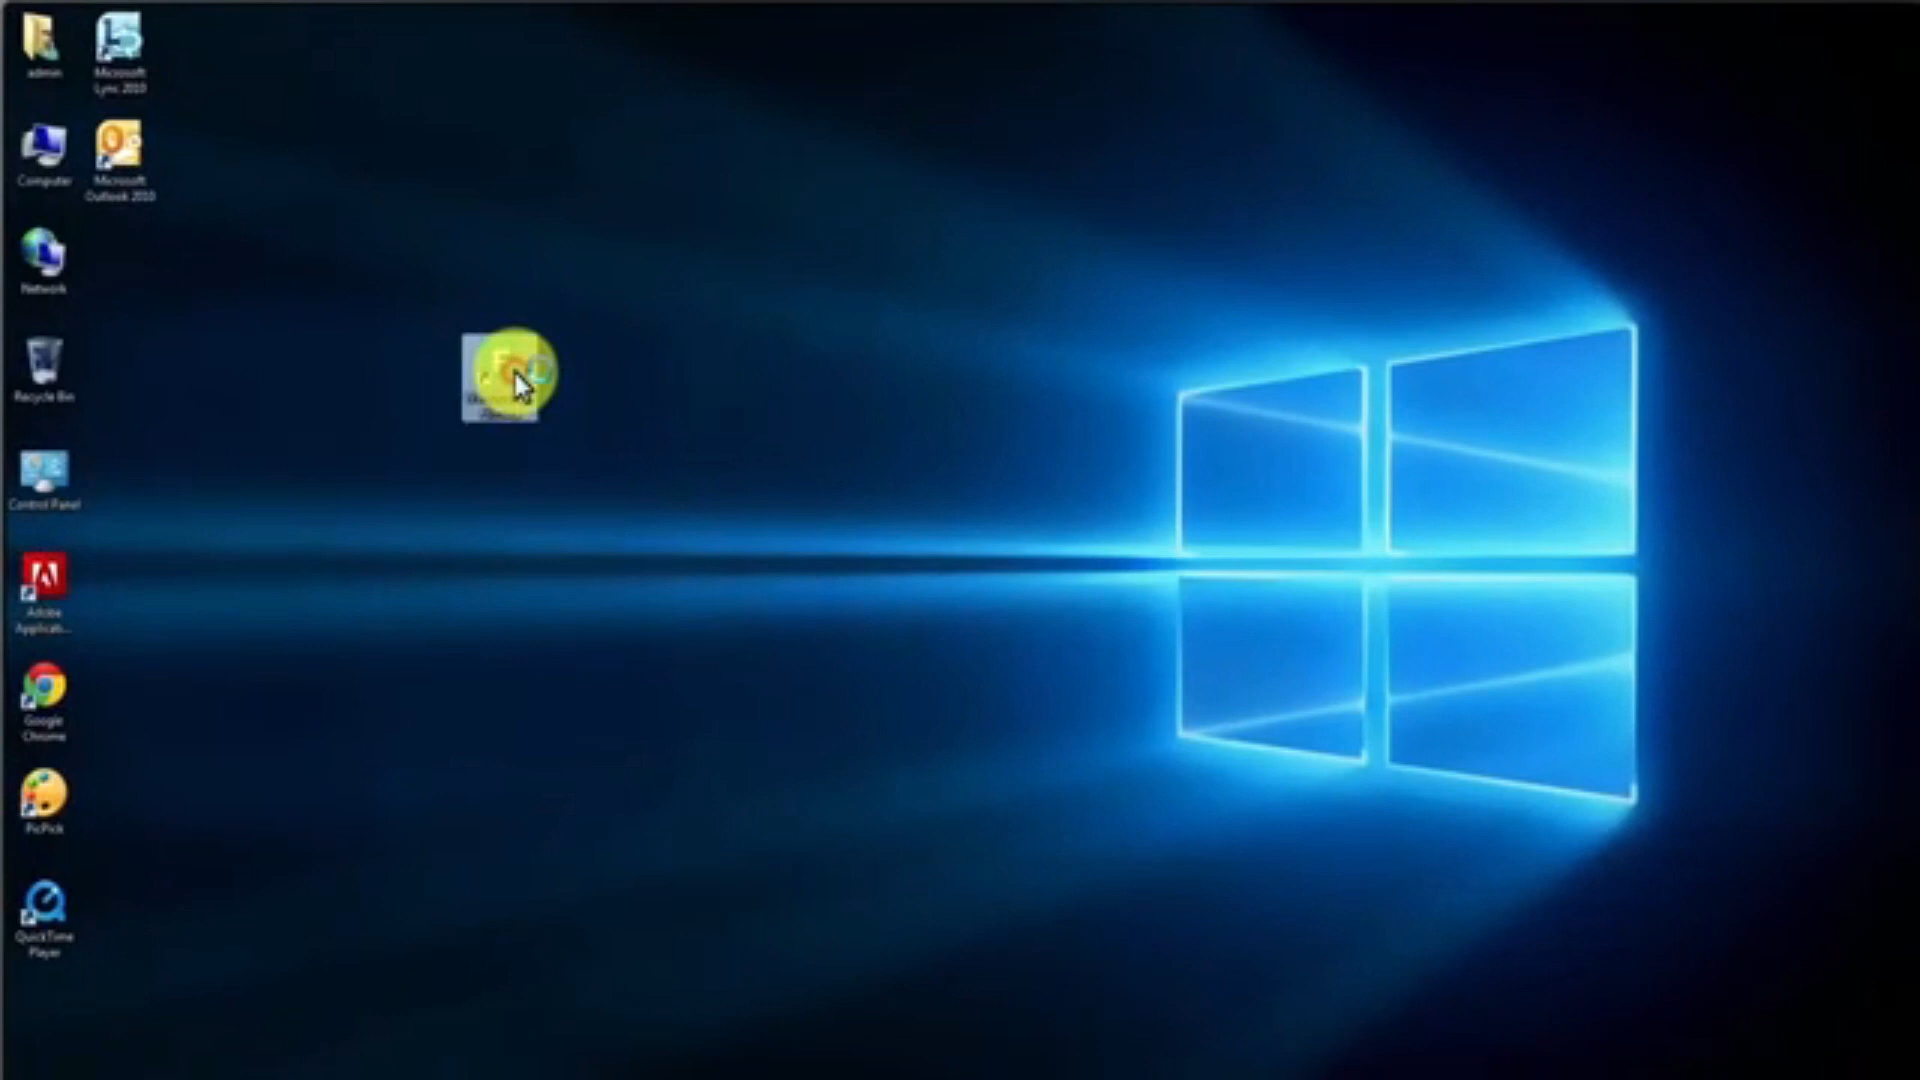 admin
Microsoft
Lync 2010
Computer
Microsoft
Outlook 2010
Network
Recycle Bin
Control Panel
Adobe
Applicati...
Google
Chrome
PicPick
QuickTime
Player